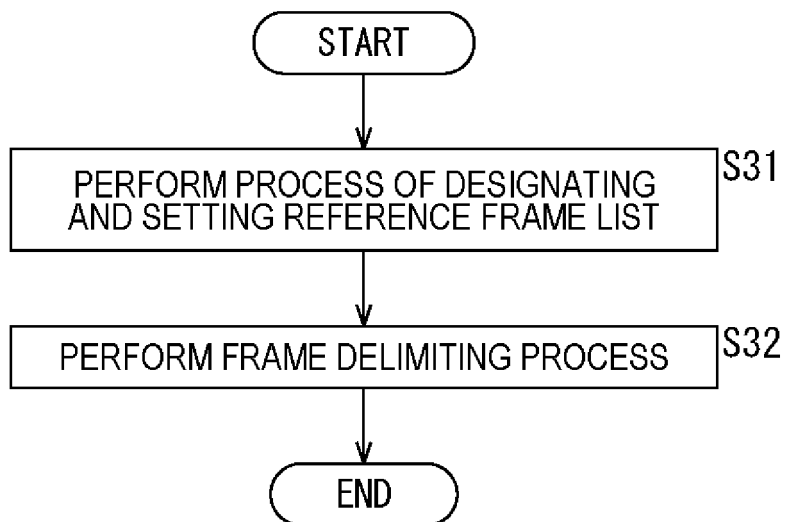 START
PERFORM PROCESS OF DESIGNATING
AND SETTING REFERENCE FRAME LIST
S31
PERFORM FRAME DELIMITING PROCESS
S32
END